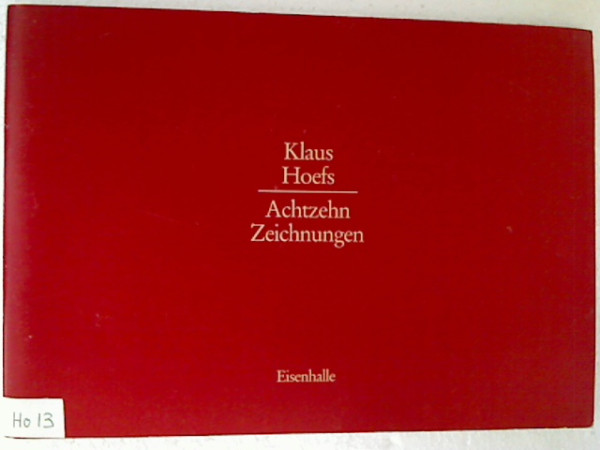 Klaus
Hoefs
Achtzehn
Zeichnungen
Eisenhalle
Ho 13